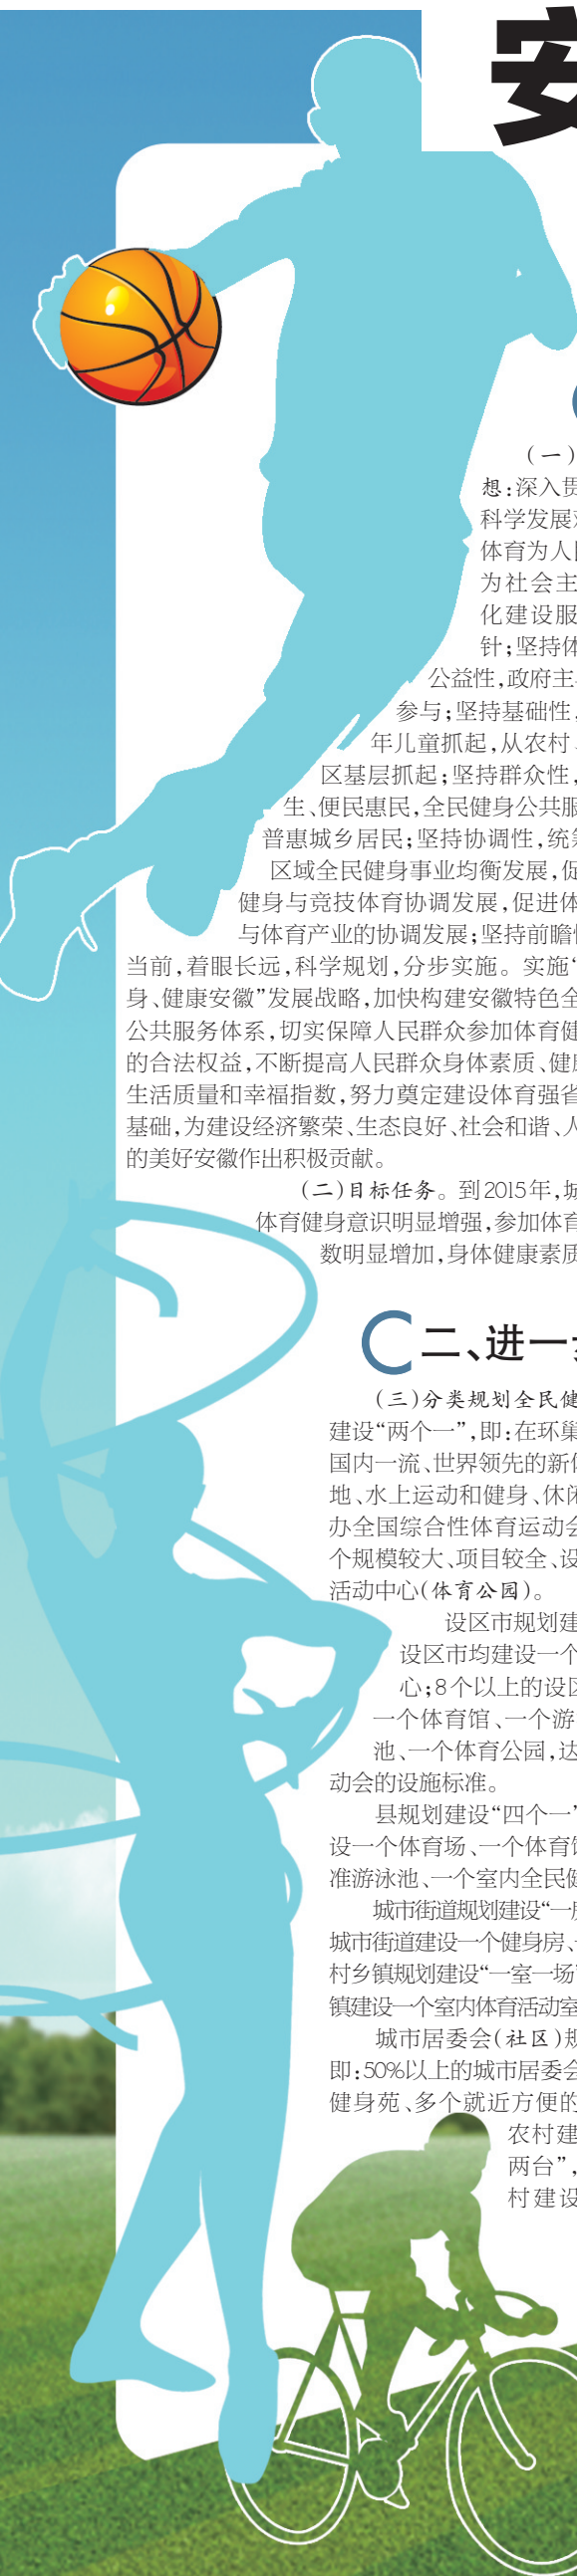 安
(一)
想:深入贯
科学发展
体育为人民
为社会主
化建设服
针;坚持体
公益性,政府主
参与;坚持基础性,
年儿童抓起,从农村、
区基层抓起;坚持群众性,
生、便民惠民,全民健身公共服
普惠城乡居民;坚持协调性,统筹
区域全民健身事业均衡发展,促
健身与竞技体育协调发展,促进体
与体育产业的协调发展;坚持前瞻
当前,着眼长远,科学规划,分步实施。实施“
身、健康安徽”发展战略,加快构建安徽特色全
公共服务体系,切实保障人民群众参加体育健
的合法权益,不断提高人民群众身体素质、健康
生活质量和幸福指数,努力奠定建设体育强省
基础,为建设经济繁荣、生态良好、社会和谐、人
的美好安徽作出积极贡献。
(二)目标任务。到2015年,城
体育健身意识明显增强,参加体育
数明显增加,身体健康素质
二、进一步
(三)分类规划全民健
建设“两个一”,即:在环巢
国内一流、世界领先的新体
地、水上运动和健身、休闲
办全国综合性体育运动会
个规模较大、项目较全、设
活动中心(体育公园)。
设区市规划建
设区市均建设一个
心;8个以上的设区
一个体育馆、一个游
池、一个体育公园,达
动会的设施标准。
县规划建设“四个一”
设一个体育场、一个体育馆
准游泳池、一个室内全民健
城市街道规划建设“一房
城市街道建设一个健身房、
村乡镇规划建设“一室一场”
镇建设一个室内体育活动室
城市居委会(社区)规
即:50%以上的城市居委会
健身苑、多个就近方便的
农村建
两台”,
村建设